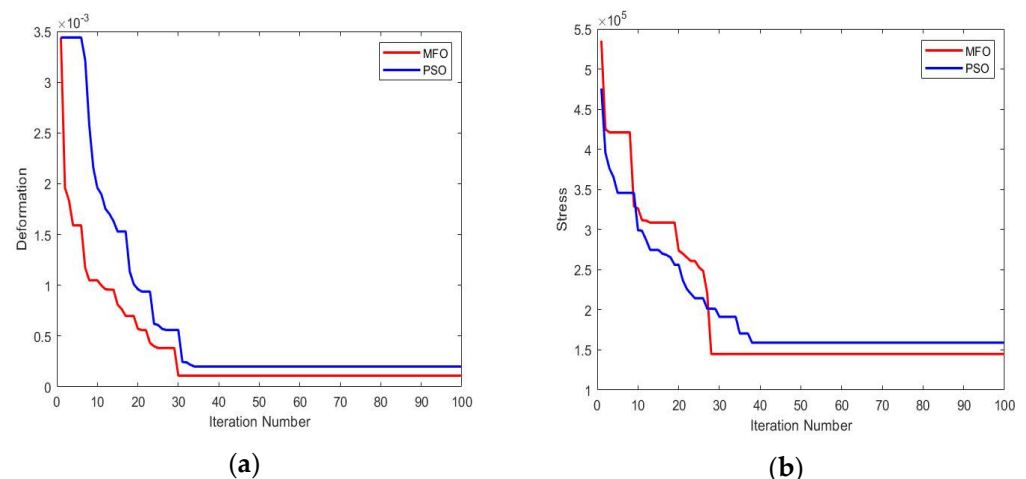 ×10⁻³
3.5
3
2.5
2
1.5
1
0.5
0
Deformation
MFO
PSO
0 10 20 30 40 50 60 70 80 90 100
Iteration Number
(a)
×10⁵
5.5
5
4.5
4
3.5
3
2.5
2
1.5
1
Stress
MFO
PSO
0 10 20 30 40 50 60 70 80 90 100
Iteration Number
(b)